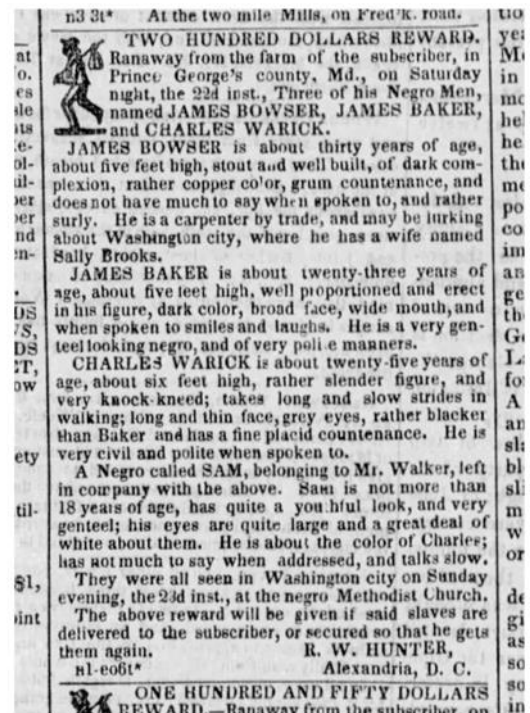 n3 3t* At the two mile Mills, on Fred'k. road.
TWO HUNDRED DOLLARS REWARD.
Ranaway from the farm of the subscriber, in
Prince George's county, Md., on Saturday
night, the 22d inst., Three of his Negro Men,
named JAMES BOWSER, JAMES BAKER,
and CHARLES WARICK.
JAMES BOWSER is about thirty years of age,
about five feet high, stout and well built, of dark com-
plexion, rather copper color, grum countenance, and
does not have much to say when spoken to, and rather
surly. He is a carpenter by trade, and may be lurking
about Washington city, where he has a wife named
Sally Brooks.
JAMES BAKER is about twenty-three years of
age, about five feet high, well proportioned and erect
in his figure, dark color, broad face, wide mouth, and
when spoken to smiles and laughs. He is a very gen-
teel looking negro, and of very polite manners.
CHARLES WARICK is about twenty-five years of
age, about six feet high, rather slender figure, and
very knock-kneed; takes long and slow strides in
walking; long and thin face, grey eyes, rather blacker
than Baker and has a fine placid countenance. He is
very civil and polite when spoken to.
A Negro called SAM, belonging to Mr. Walker, left
in company with the above. Sam is not more than
18 years of age, has quite a youthful look, and very
genteel; his eyes are quite large and a great deal of
white about them. He is about the color of Charles;
has not much to say when addressed, and talks slow.
They were all seen in Washington city on Sunday
evening, the 23d inst., at the negro Methodist Church.
The above reward will be given if said slaves are
delivered to the subscriber, or secured so that he gets
them again. R. W. HUNTER,
n1-eo6t* Alexandria, D. C.
ONE HUNDRED AND FIFTY DOLLARS
REWARD.—Ranaway from the subscriber, on